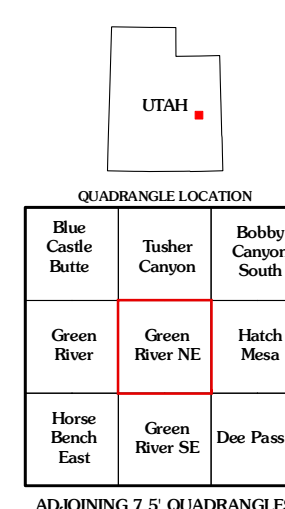 UTAH
QUADRANGLE LOCATION
Blue
Castle
Butte
Tusher
Canyon
Bobby
Canyon
South
Green
River
Green
River NE
Hatch
Mesa
Horse
Bench
East
Green
River SE
Dee Pass
ADJOINING 7.5' QUADRANGLES